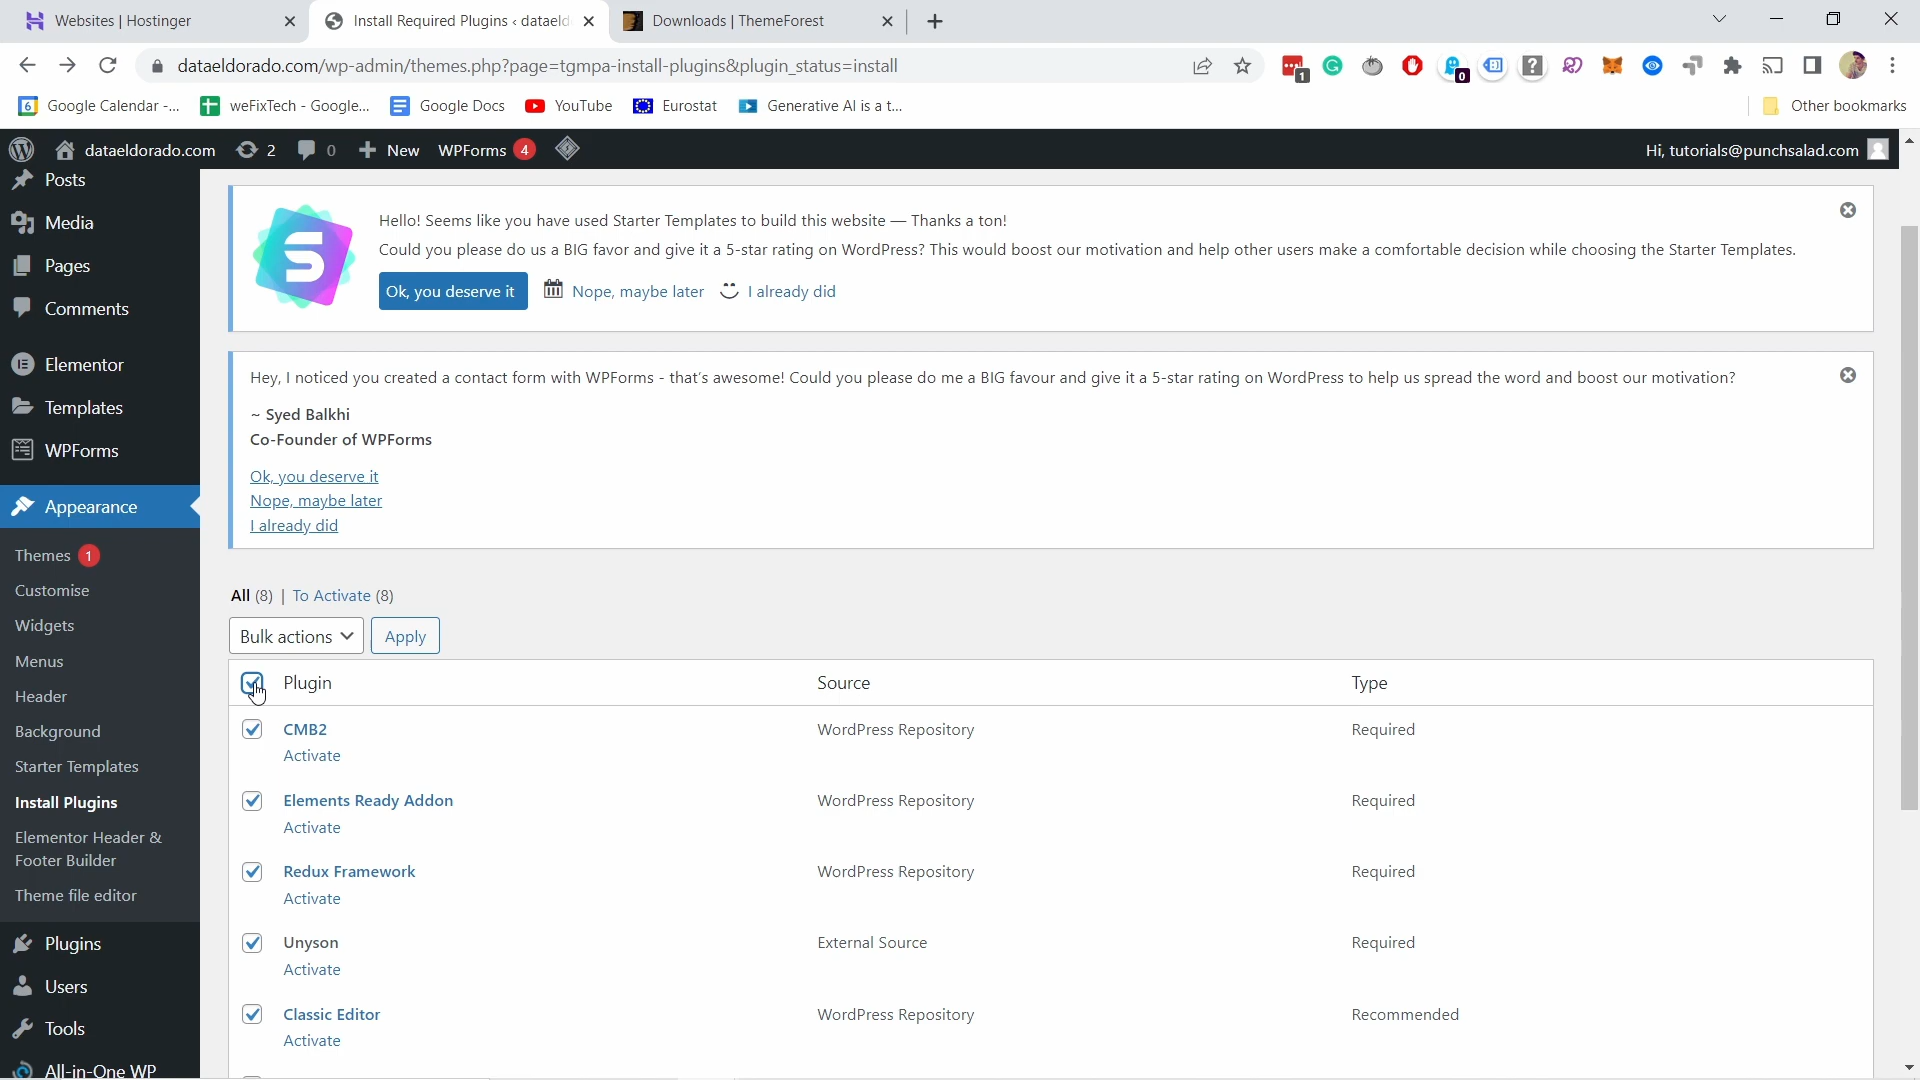 Websites | Hostinger
Install Required Plugins ‹ dataeld
Downloads | ThemeForest
dataeldorado.com/wp-admin/themes.php?page=tgmpa-install-plugins&plugin_status=install
1
0
6 Google Calendar -...
weFixTech - Google...
Google Docs
YouTube
Eurostat
Generative AI is a t...
Other bookmarks
dataeldorado.com
2
0
New
WPForms 4
Hi, tutorials@punchsalad.com
Posts
Media
Pages
Comments
Elementor
Templates
WPForms
Appearance
Themes 1
Customise
Widgets
Menus
Header
Background
Starter Templates
Install Plugins
Elementor Header &
Footer Builder
Theme file editor
Plugins
Users
Tools
All-in-One WP
Hello! Seems like you have used Starter Templates to build this website — Thanks a ton!
Could you please do us a BIG favor and give it a 5-star rating on WordPress? This would boost our motivation and help other users make a comfortable decision while choosing the Starter Templates.
Ok, you deserve it
Nope, maybe later
I already did
Hey, I noticed you created a contact form with WPForms - that's awesome! Could you please do me a BIG favour and give it a 5-star rating on WordPress to help us spread the word and boost our motivation?
~ Syed Balkhi
Co-Founder of WPForms
Ok, you deserve it
Nope, maybe later
I already did
All (8) | To Activate (8)
Bulk actions
Apply
Plugin Source Type
CMB2 WordPress Repository Required
Activate
Elements Ready Addon WordPress Repository Required
Activate
Redux Framework WordPress Repository Required
Activate
Unyson External Source Required
Activate
Classic Editor WordPress Repository Recommended
Activate